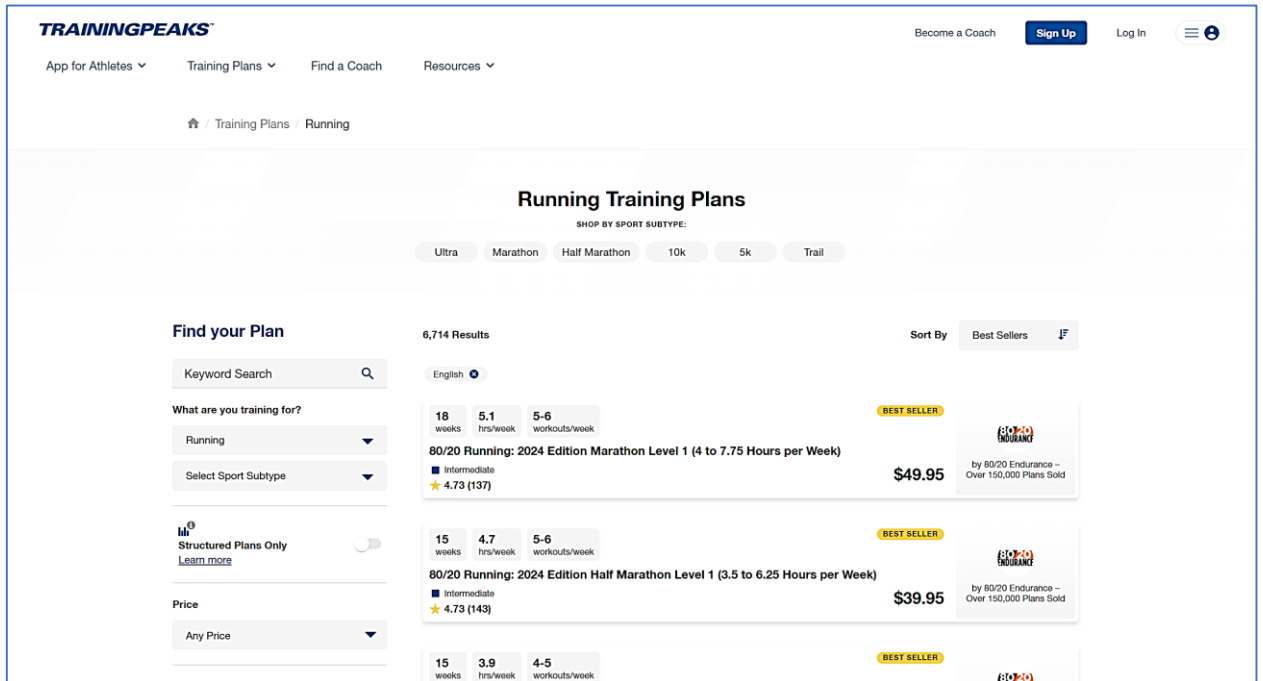 TRAININGPEAKS™
Become a Coach
Sign Up
Log In
App for Athletes
Training Plans
Find a Coach
Resources
/ Training Plans / Running
Running Training Plans
SHOP BY SPORT SUBTYPE:
Ultra Marathon Half Marathon 10k 5k Trail
Find your Plan
6,714 Results
Sort By Best Sellers
Keyword Search
English
What are you training for?
Running
Select Sport Subtype
Structured Plans Only
Learn more
Price
Any Price
18 5.1 5-6
weeks hrs/week workouts/week
BEST SELLER
80/20 Running: 2024 Edition Marathon Level 1 (4 to 7.75 Hours per Week)
Intermediate
4.73 (137)
$49.95
80/20
ENDURANCE
by 80/20 Endurance –
Over 150,000 Plans Sold
15 4.7 5-6
weeks hrs/week workouts/week
BEST SELLER
80/20 Running: 2024 Edition Half Marathon Level 1 (3.5 to 6.25 Hours per Week)
Intermediate
4.73 (143)
$39.95
80/20
ENDURANCE
by 80/20 Endurance –
Over 150,000 Plans Sold
15 3.9 4-5
weeks hrs/week workouts/week
BEST SELLER
80/20